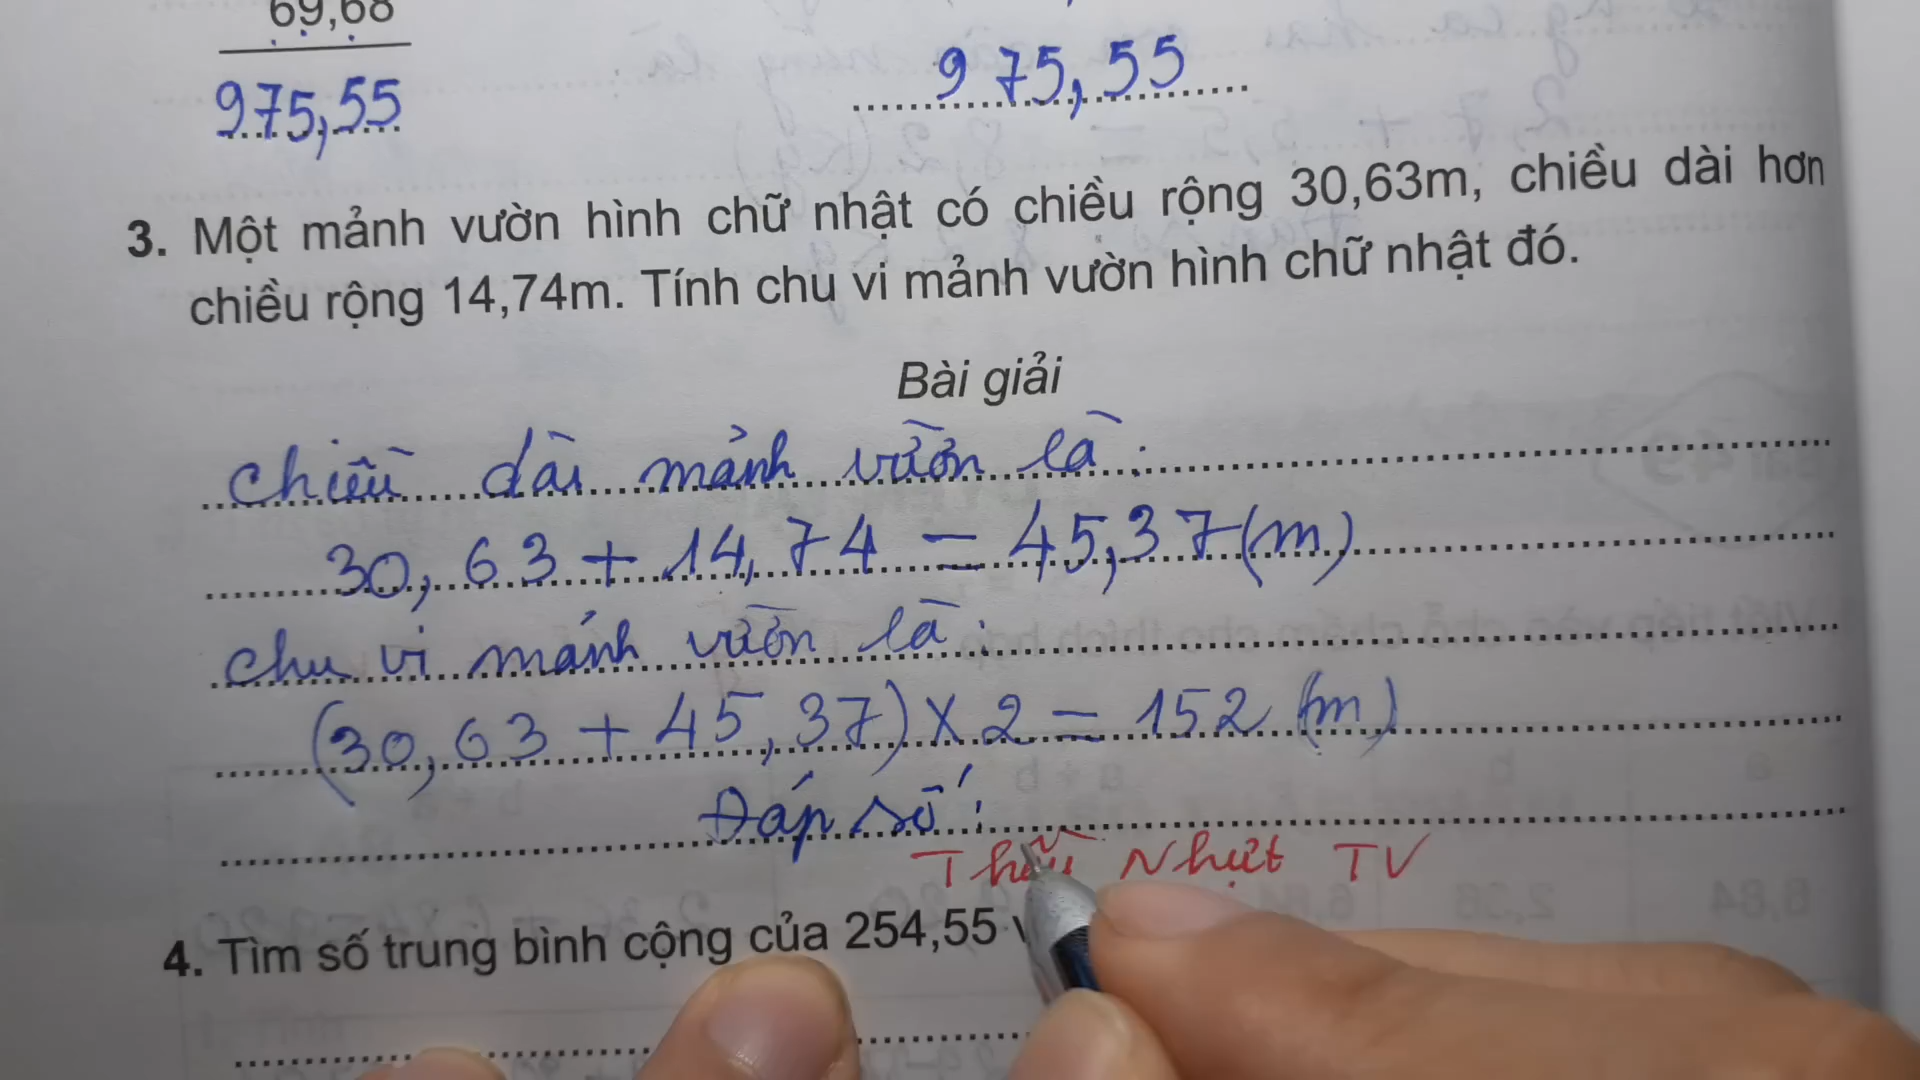 69,68
975,55
975,55
3. Một mảnh vườn hình chữ nhật có chiều rộng 30,63m, chiều dài hơn
chiều rộng 14,74m. Tính chu vi mảnh vườn hình chữ nhật đó.
Bài giải
chiều dài mảnh vườn là:
30,63 + 14,74 = 45,37 (m)
chu vi mảnh vườn là:
(30,63 + 45,37) x 2 = 152 (m)
Đáp số:
Nhựt TV
4. Tìm số trung bình cộng của 254,55